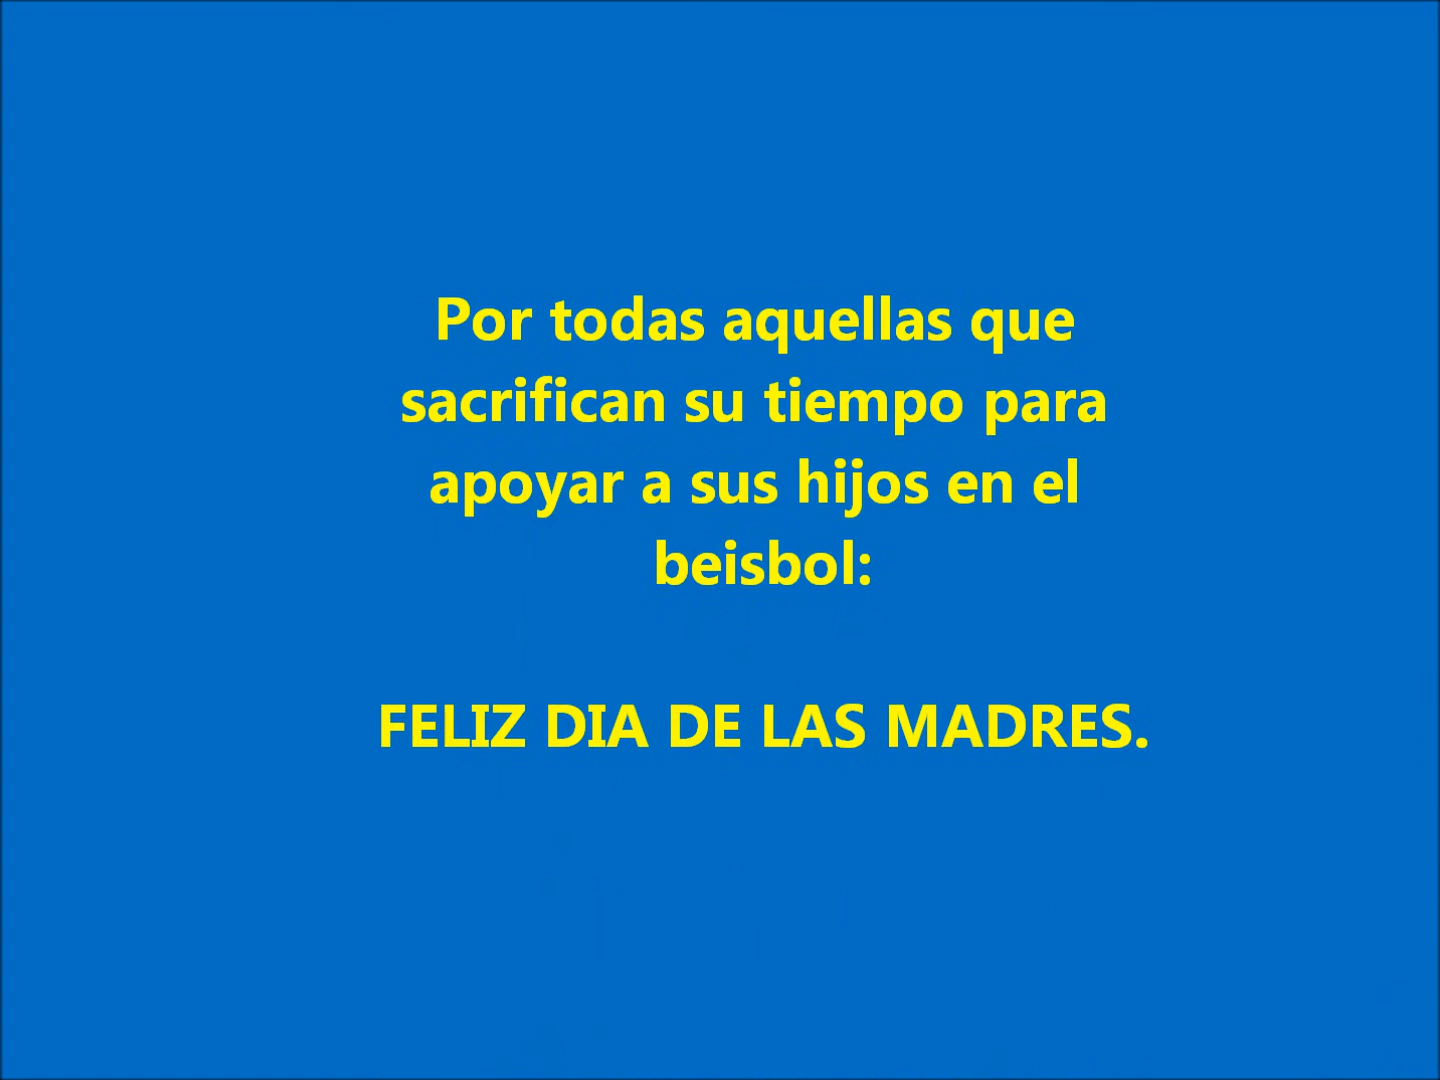 Por todas aquellas que
sacrifican su tiempo para
apoyar a sus hijos en el
beisbol:
FELIZ DIA DE LAS MADRES.